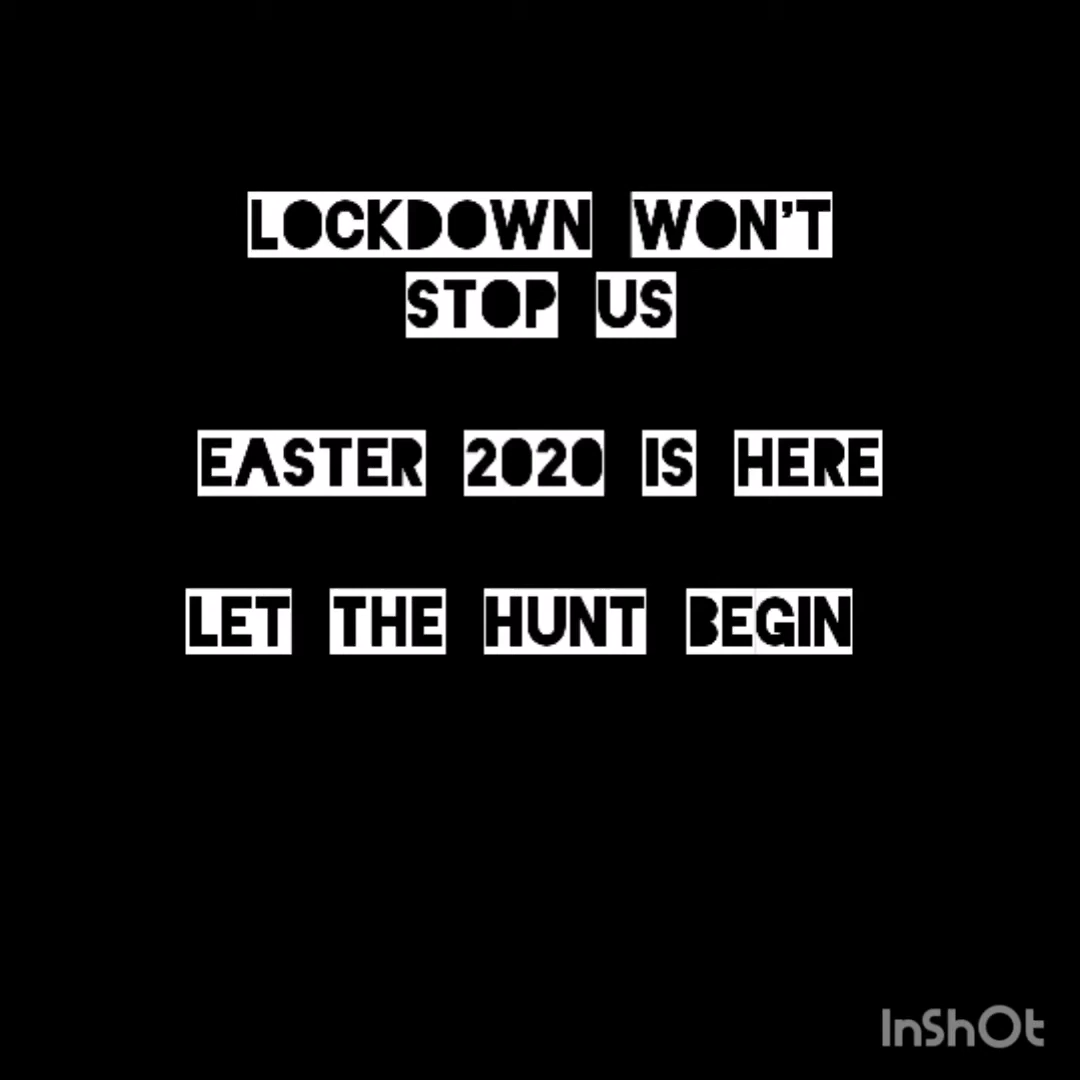 LOCKDOWN WON'T
STOP US
EASTER 2020 IS HERE
LET THE HUNT BEGIN
InShOt